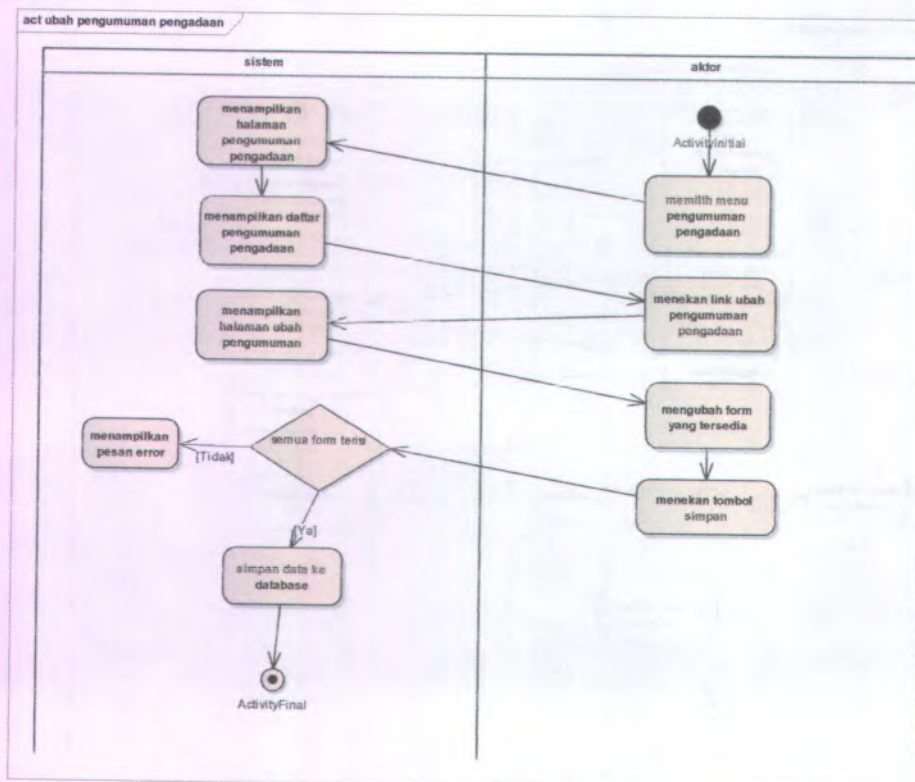 act ubah pengumuman pengadaan
sistem
aktor
menampilkan
halaman
pengumuman
pengadaan
ActivityInitial
memilih menu
pengumuman
pengadaan
menampilkan daftar
pengumuman
pengadaan
menekan link ubah
pengumuman
pengadaan
menampilkan
halaman ubah
pengumuman
mengubah form
yang tersedia
menampilkan
pesan error
[Tidak]
semua form terisi
menekan tombol
simpan
[Ya]
simpan data ke
database
ActivityFinal